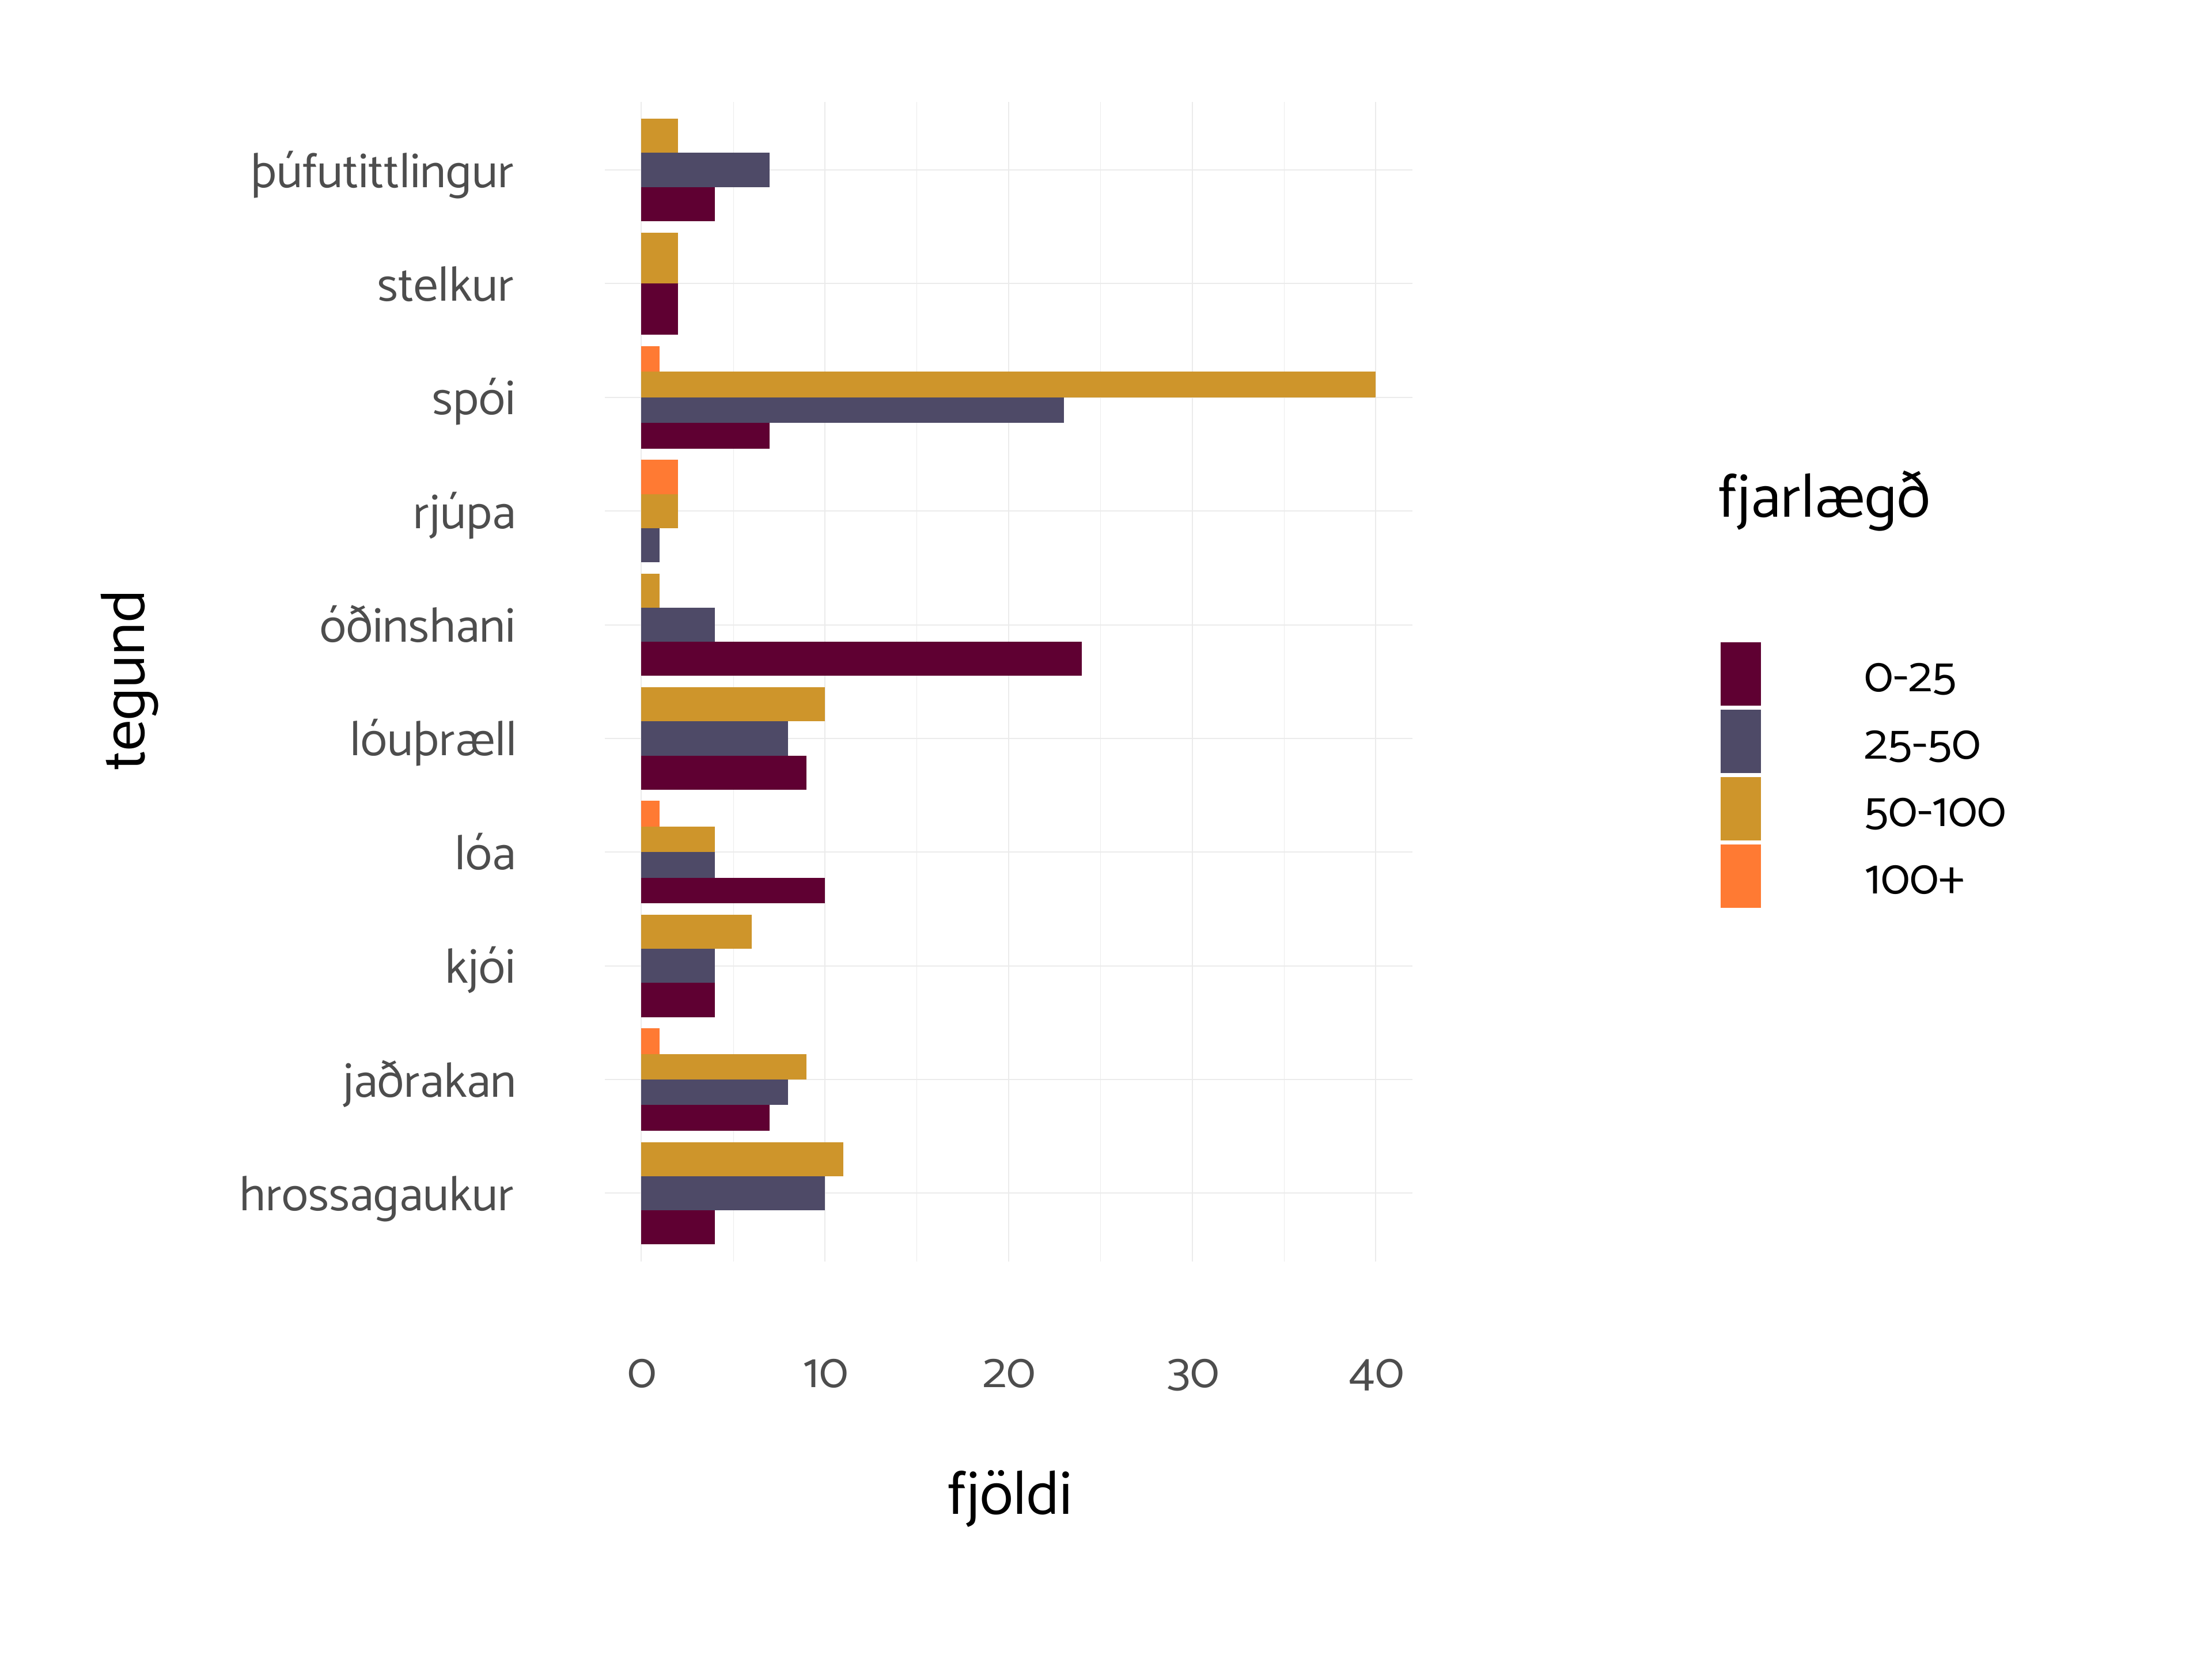 þúfutittlingur
stelkur
spói
rjúpa
óðinshani
lóuþræll
lóa
kjói
jaðrakan
hrossagaukur
tegund
0 10 20 30 40
fjöldi
fjarlægð
0-25
25-50
50-100
100+